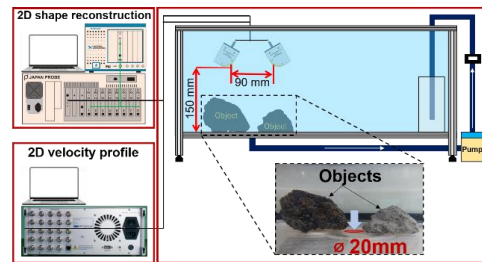 2D shape reconstruction
JAPAN PROBE
2D velocity profile
150 mm
90 mm
Object
Object
Pump
Objects
ø 20mm